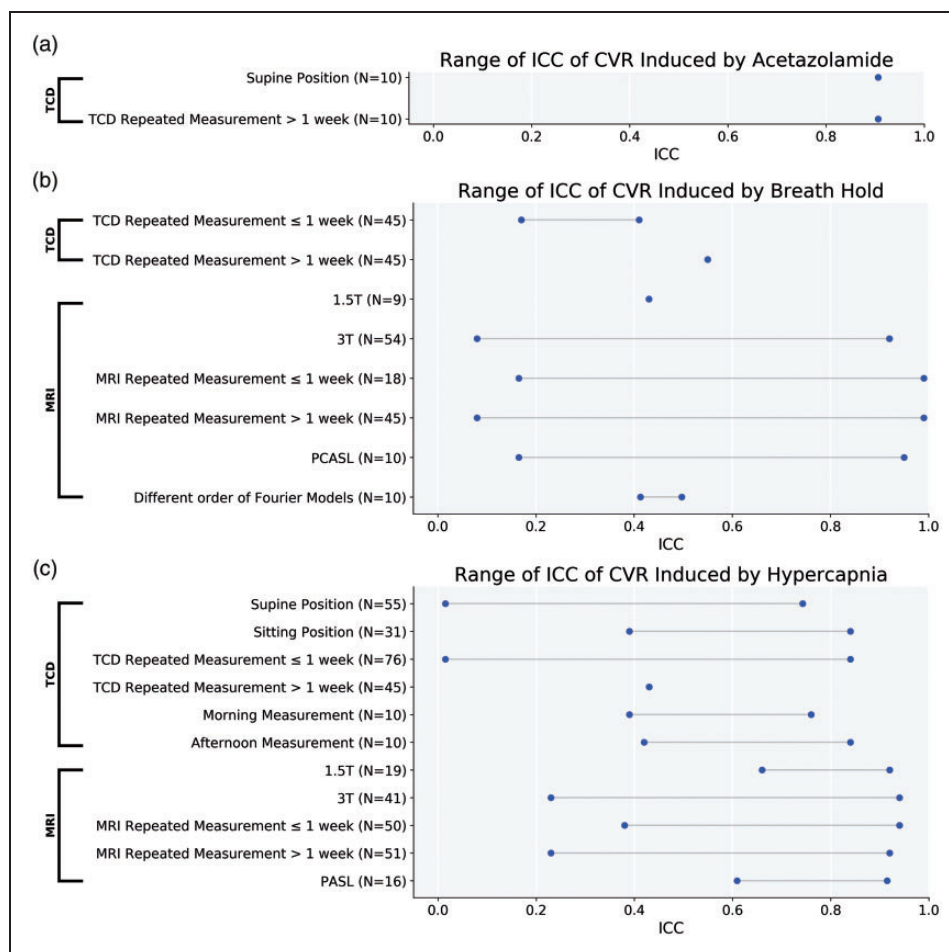 (a)
Range of ICC of CVR Induced by Acetazolamide
TCD
Supine Position (N=10)
TCD Repeated Measurement > 1 week (N=10)
0.0 0.2 0.4 0.6 0.8 1.0
ICC
(b)
Range of ICC of CVR Induced by Breath Hold
TCD
TCD Repeated Measurement ≤ 1 week (N=45)
TCD Repeated Measurement > 1 week (N=45)
MRI
1.5T (N=9)
3T (N=54)
MRI Repeated Measurement ≤ 1 week (N=18)
MRI Repeated Measurement > 1 week (N=45)
PCASL (N=10)
Different order of Fourier Models (N=10)
0.0 0.2 0.4 0.6 0.8 1.0
ICC
(c)
Range of ICC of CVR Induced by Hypercapnia
TCD
Supine Position (N=55)
Sitting Position (N=31)
TCD Repeated Measurement ≤ 1 week (N=76)
TCD Repeated Measurement > 1 week (N=45)
Morning Measurement (N=10)
Afternoon Measurement (N=10)
MRI
1.5T (N=19)
3T (N=41)
MRI Repeated Measurement ≤ 1 week (N=50)
MRI Repeated Measurement > 1 week (N=51)
PASL (N=16)
0.0 0.2 0.4 0.6 0.8 1.0
ICC